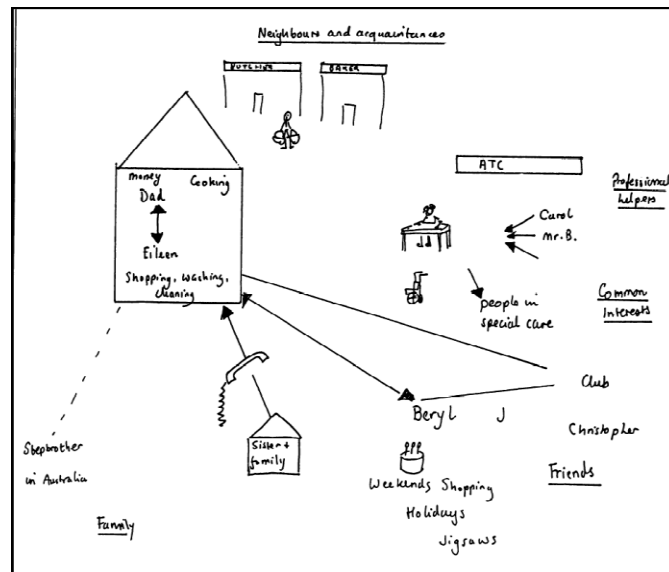 Neighbours and acquaintances
BUTCHER
BAKER
money
Cooking
Dad
Eileen
Shopping, washing,
cleaning
ATC
Professional
helpers
Carol
Mr. B.
people in
special care
Common
Interests
Club
Beryl
J
Christopher
Stepbrother
in Australia
Sister +
family
Friends
Weekends Shopping
Holidays
Jigsaws
Family